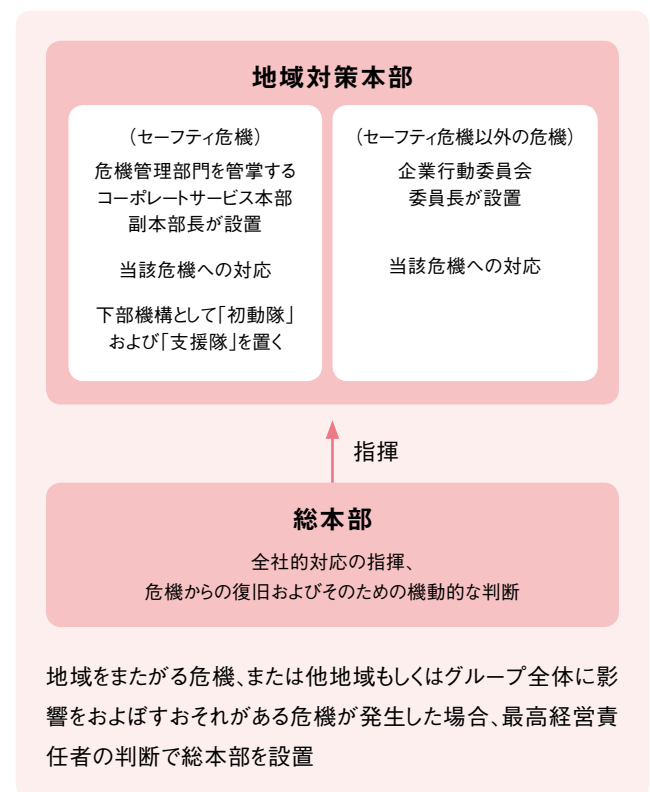 地域対策本部
（セーフティ危機）
危機管理部門を管掌する
コーポレートサービス本部
副本部長が設置
当該危機への対応
下部機構として「初動隊」
および「支援隊」を置く
（セーフティ危機以外の危機）
企業行動委員会
委員長が設置
当該危機への対応
指揮
総本部
全社的対応の指揮、
危機からの復旧およびそのための機動的な判断
地域をまたがる危機、または他地域もしくはグループ全体に影
響をおよぼすおそれがある危機が発生した場合、最高経営責
任者の判断で総本部を設置